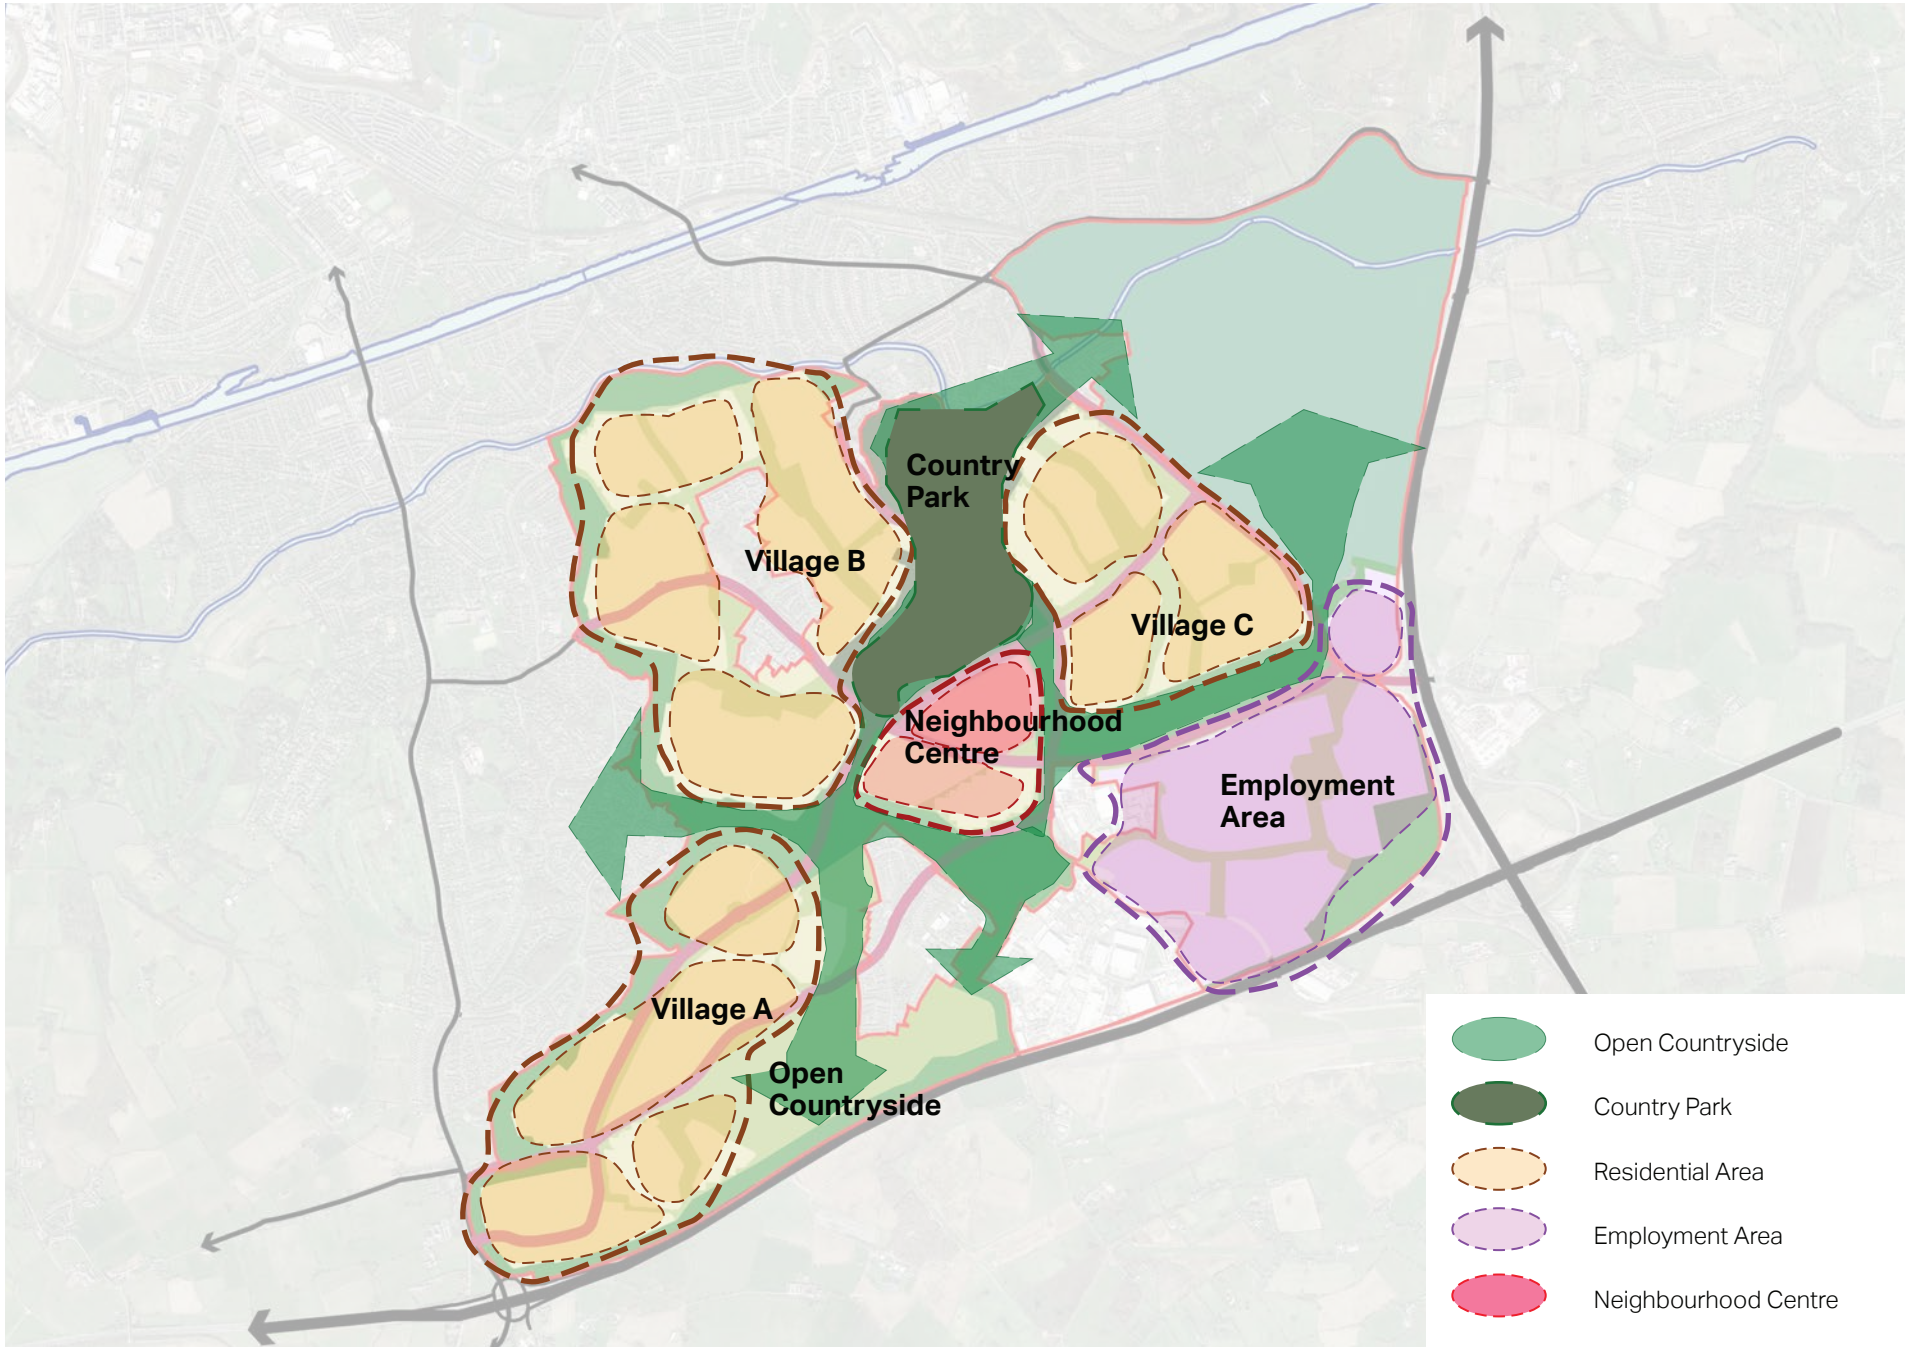 Country
Park
Village B
Village C
Neighbourhood
Centre
Employment
Area
Village A
Open
Countryside
Open Countryside
Country Park
Residential Area
Employment Area
Neighbourhood Centre